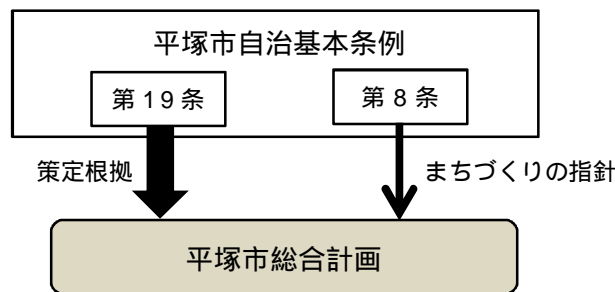 平塚市自治基本条例
第19条
第8条
策定根拠
まちづくりの指針
平塚市総合計画